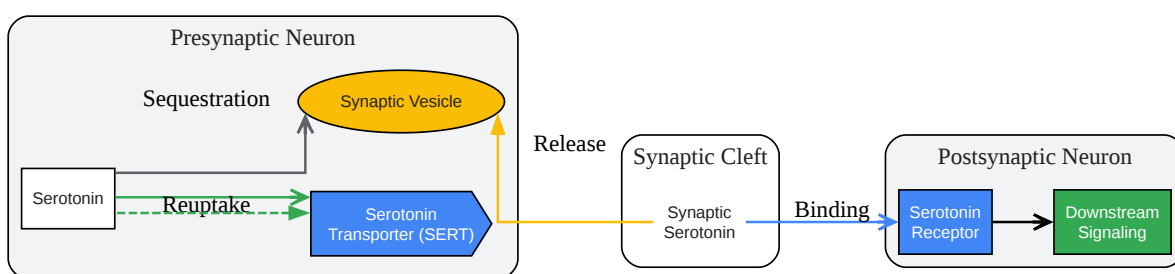 Presynaptic Neuron
Sequestration
Synaptic Vesicle
Release
Synaptic Cleft
Postsynaptic Neuron
Serotonin
Reuptake
Serotonin
Transporter (SERT)
Synaptic
Serotonin
Binding
Serotonin
Receptor
Downstream
Signaling